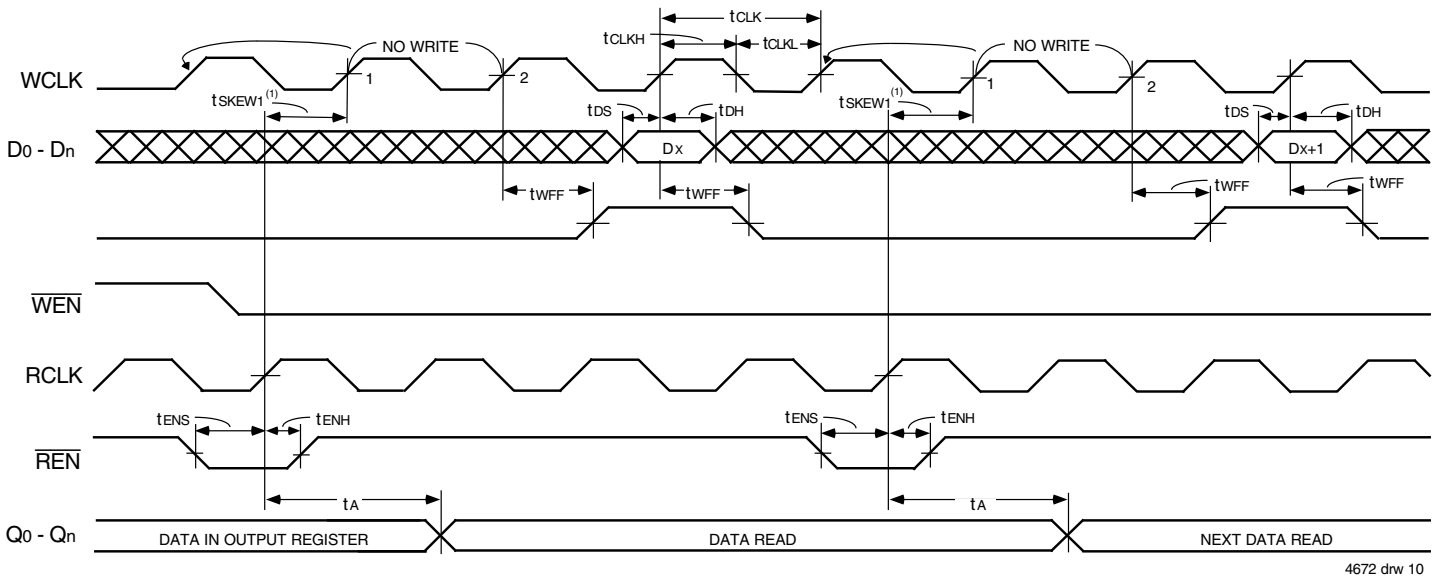 tCLK
NO WRITE tCLKH tCLKL NO WRITE
WCLK 1 2 1 2
tSKEW1(1) tDS tDH tSKEW1(1) tDS tDH
D0 - Dn Dx Dx+1
tWFF tWFF tWFF tWFF
WEN
RCLK
tENS tENH tENS tENH
REN
tA tA
Q0 - Qn DATA IN OUTPUT REGISTER DATA READ NEXT DATA READ
4672 drw 10